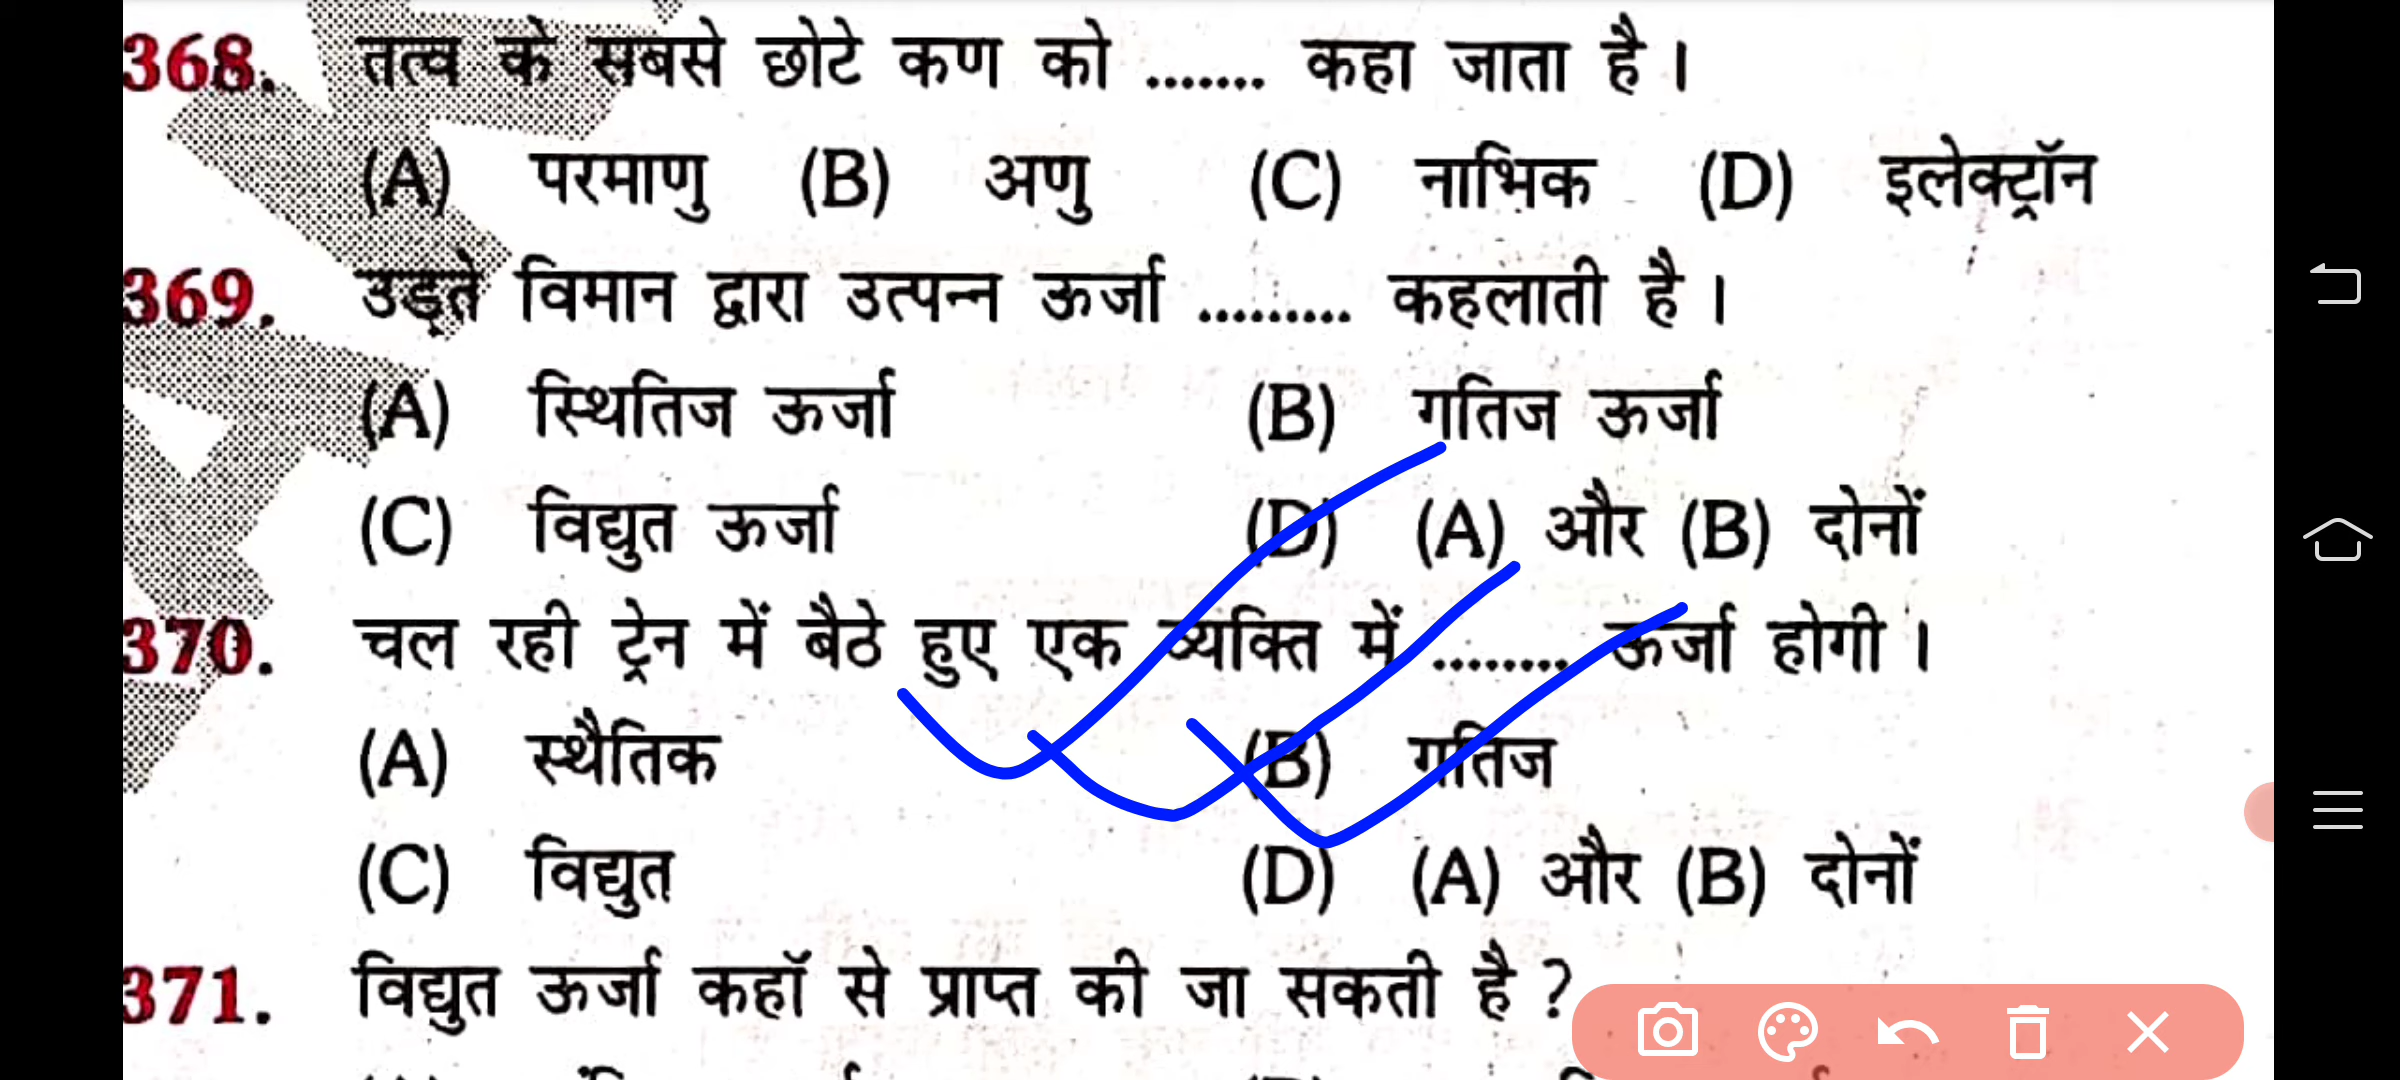 368. तत्व के सबसे छोटे कण को ....... कहा जाता है।
(A) परमाणु (B) अणु (C) नाभिक (D) इलेक्ट्रॉन
369. उड़ते विमान द्वारा उत्पन्न ऊर्जा ......... कहलाती है।
(A) स्थितिज ऊर्जा (B) गतिज ऊर्जा
(C) विद्युत ऊर्जा (D) (A) और (B) दोनों
370. चल रही ट्रेन में बैठे हुए एक व्यक्ति में ........ ऊर्जा होगी।
(A) स्थैतिक (B) गतिज
(C) विद्युत (D) (A) और (B) दोनों
371. विद्युत ऊर्जा कहाॅ से प्राप्त की जा सकती है ?